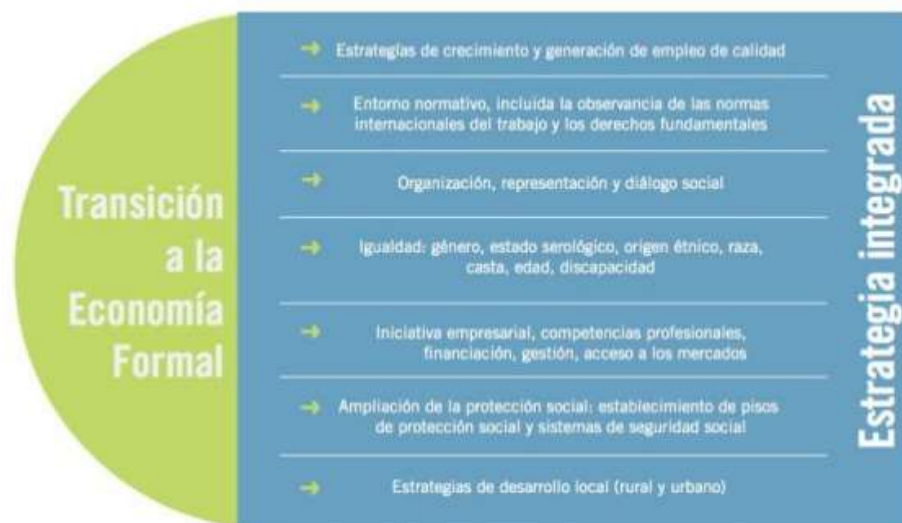 Transición
a la
Economía
Formal
Estrategías de crecimiento y generación de empleo de calidad
Entorno normativo, incluida la observancia de las normas
internacionales del trabajo y los derechos fundamentales
Organización, representación y diálogo social
Igualdad: género, estado serológico, origen étnico, raza,
casta, edad, discapacidad
Iniciativa empresarial, competencias profesionales,
financiación, gestión, acceso a los mercados
Ampliación de la protección social: establecimiento de pisos
de protección social y sistemas de seguridad social
Estrategias de desarrollo local (rural y urbano)
Estrategia integrada